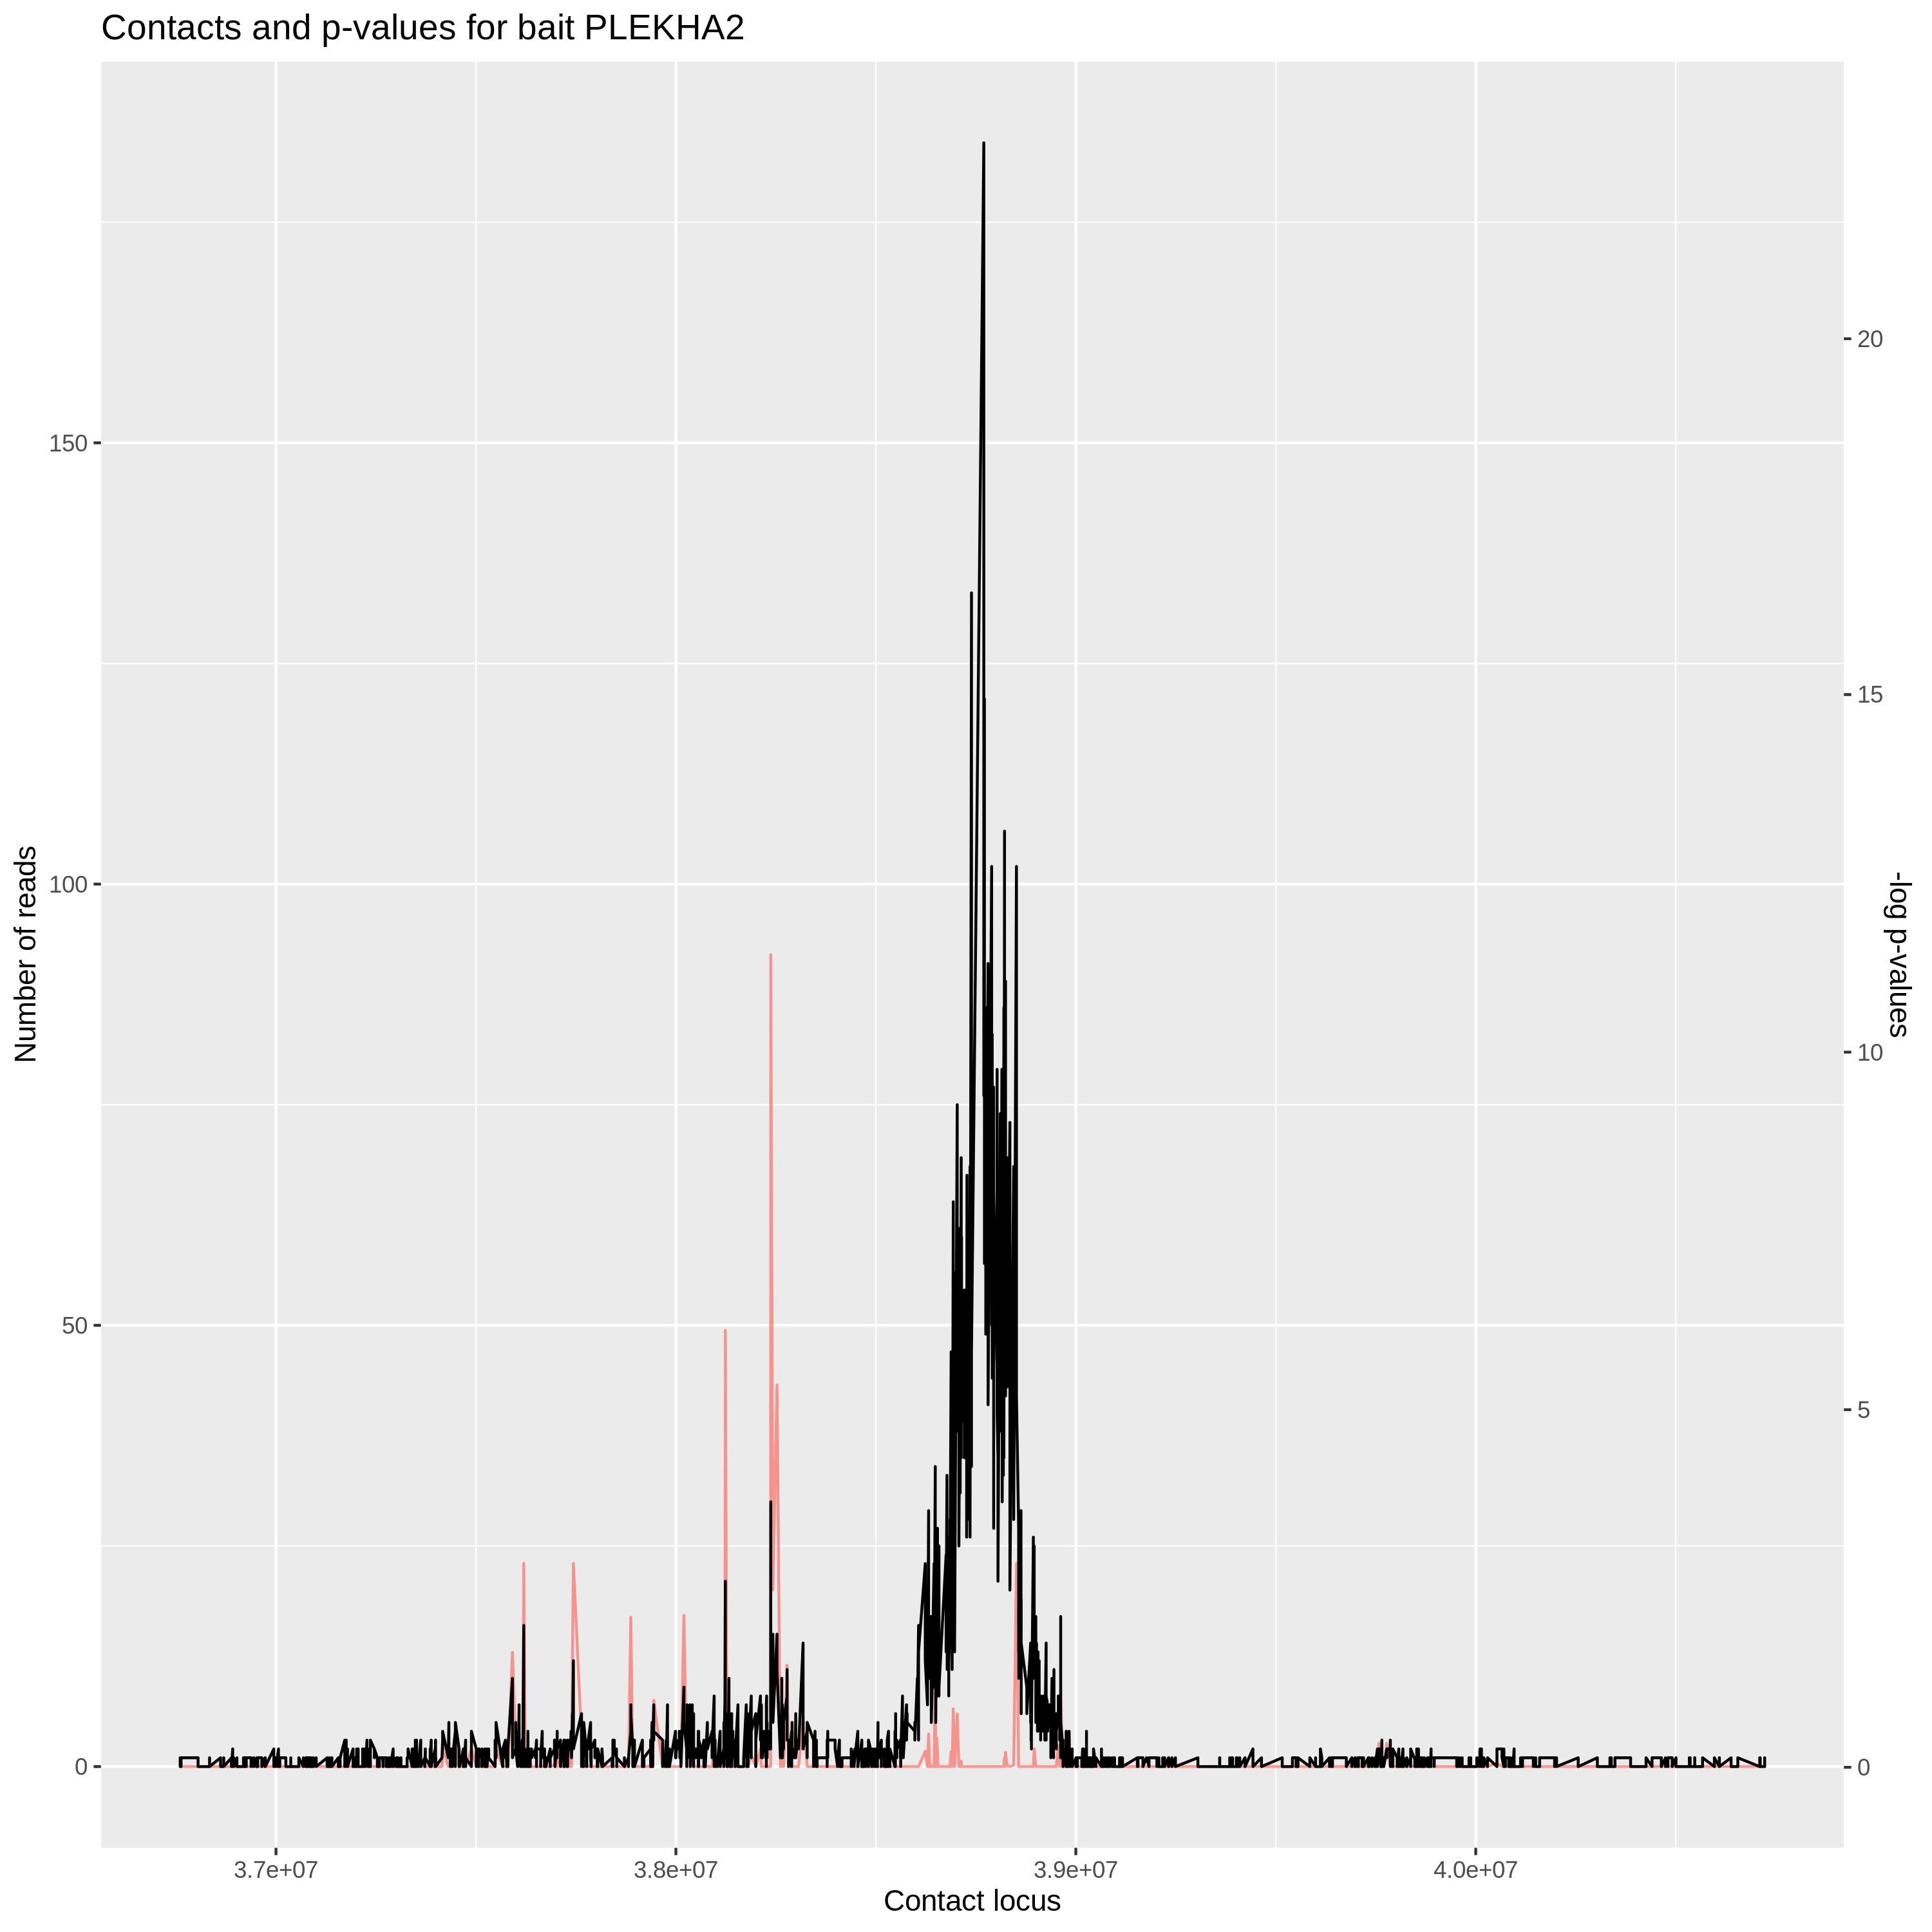 Contacts and p-values for bait PLEKHA2
150
100
50
0
Number of reads
20
15
10
5
0
-log p-values
3.7e+07
3.8e+07
3.9e+07
4.0e+07
Contact locus